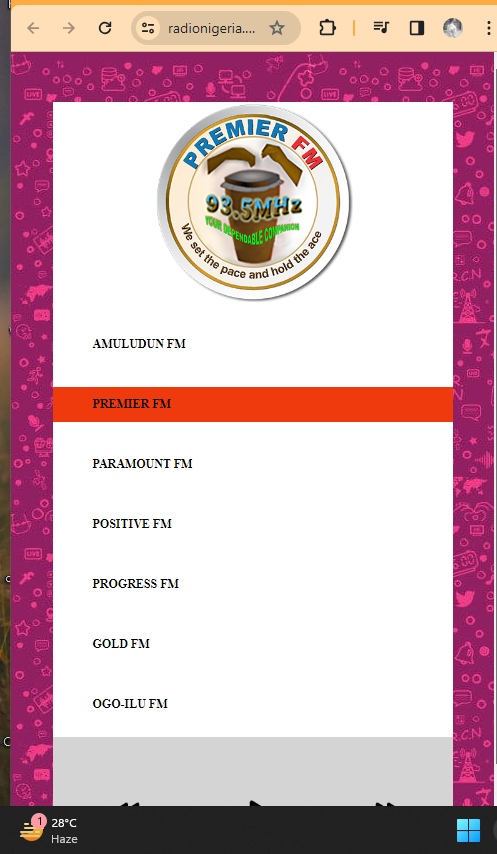 radionigeria....
PREMIER FM
93.5MHz
YOUR DEPENDABLE COMPANION
We set the pace and hold the ace
AMULUDUN FM
PREMIER FM
PARAMOUNT FM
POSITIVE FM
PROGRESS FM
GOLD FM
OGO-ILU FM
1
28°C
Haze